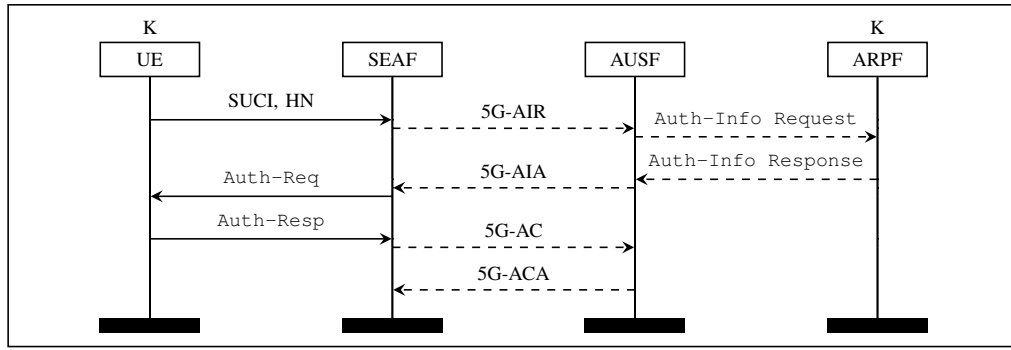 K K
UE SEAF AUSF ARPF
SUCI, HN
5G-AIR
Auth-Info Request
Auth-Info Response
5G-AIA
Auth-Req
Auth-Resp
5G-AC
5G-ACA